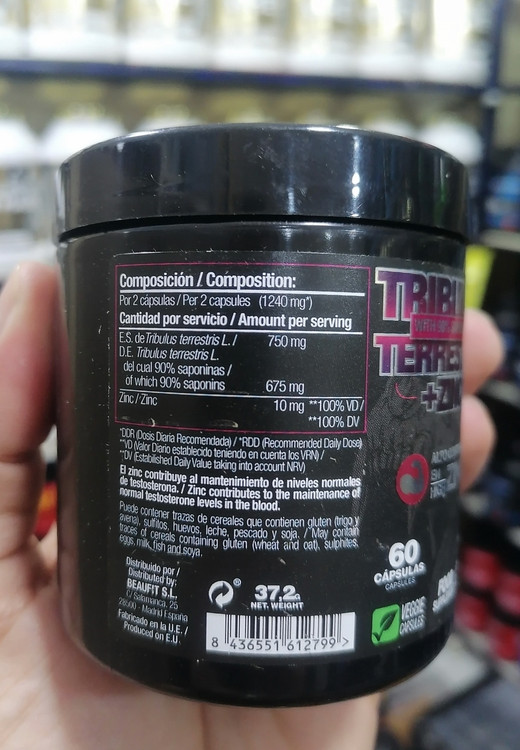 Composición / Composition:
Por 2 cápsulas / Per 2 capsules (1240 mg*)
Cantidad por servicio / Amount per serving
E.S. de Tribulus terrestris L. / 750 mg
D.E. Tribulus terrestris L.
del cual 90% saponinas /
of which 90% saponins 675 mg
Zinc / Zinc 10 mg **100% VD /
**100% DV
*DDR (Dosis Diaria Recomendada) / *RDD (Recommended Daily Dose)
**VD (Valor Diario establecido teniendo en cuenta los VRN) /
**DV (Established Daily Value taking into account NRV)
El zinc contribuye al mantenimiento de niveles normales
de testosterona. / Zinc contributes to the maintenance of
normal testosterone levels in the blood.
Puede contener trazas de cereales que contienen gluten (trigo y
avena), sulfitos, huevos, leche, pescado y soja. / May contain
traces of cereals containing gluten (wheat and oat), sulphites,
eggs, milk, fish and soya.
Distribuido por /
Distributed by:
BEAUFIT S.L.
C/ Salamanca, 25
28500 - Madrid España
Fabricado en la U.E. /
Produced on E.U.
37.2
NET. WEIGHT
8 436551 612799 >
TRIBU
TERRES
+ZIN
60
CÁPSULAS
CAPSULES
VEGGIE
CAPSULES